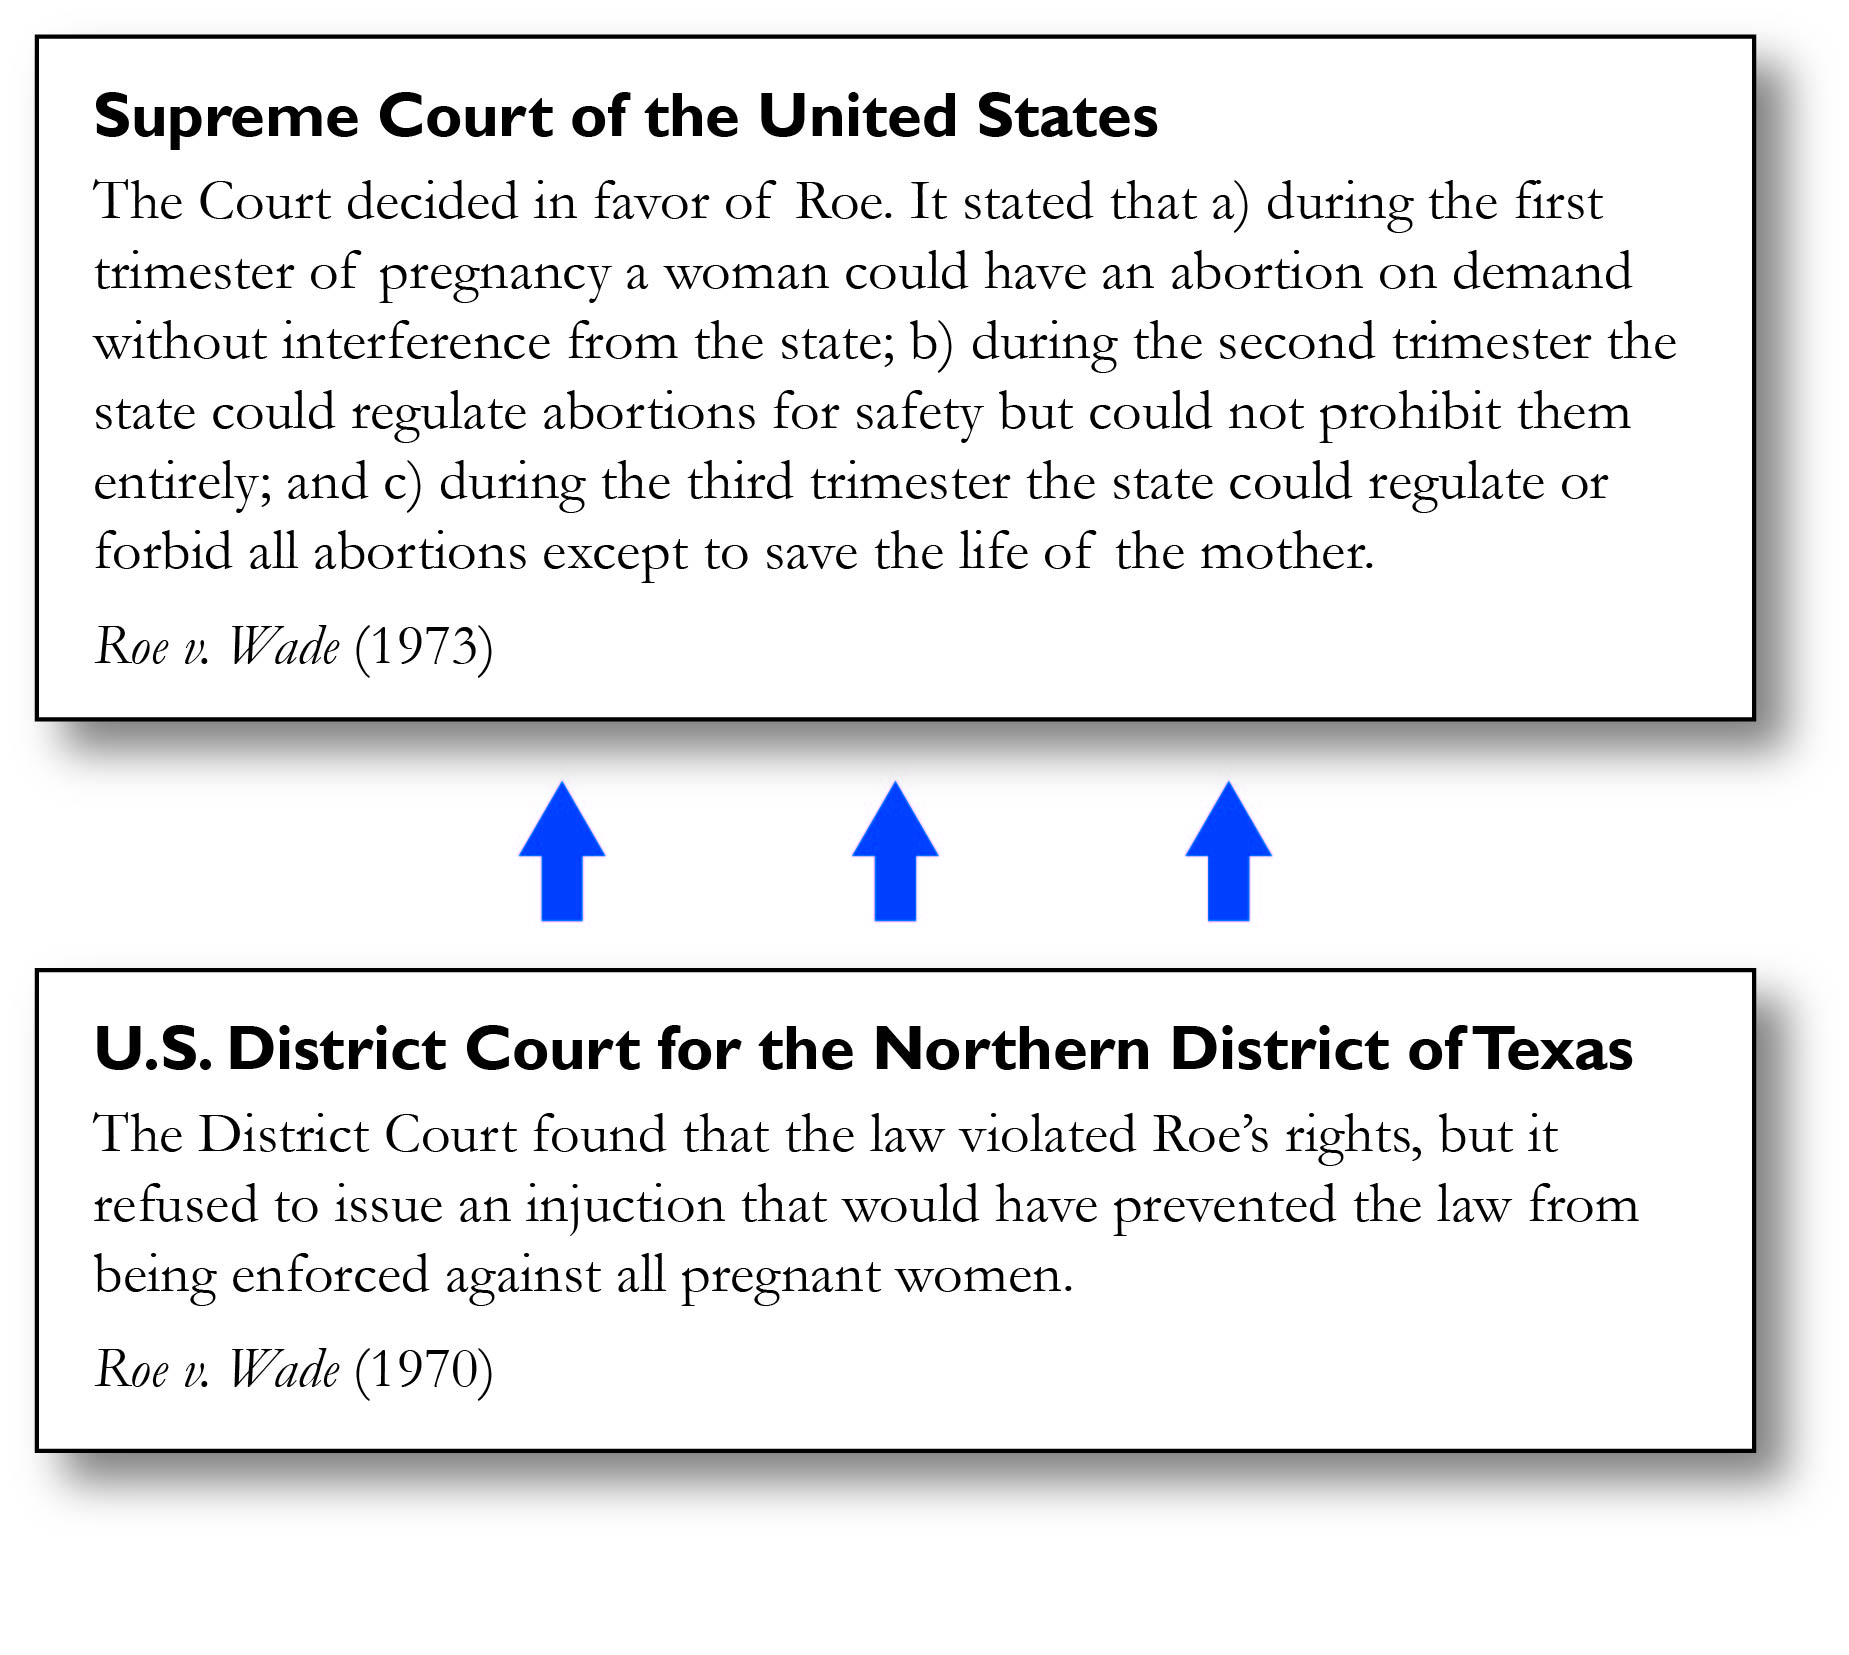 Supreme Court of the United States
The Court decided in favor of Roe. It stated that a) during the first
trimester of pregnancy a woman could have an abortion on demand
without interference from the state; b) during the second trimester the
state could regulate abortions for safety but could not prohibit them
entirely; and c) during the third trimester the state could regulate or
forbid all abortions except to save the life of the mother.
Roe v. Wade (1973)
U.S. District Court for the Northern District of Texas
The District Court found that the law violated Roe’s rights, but it
refused to issue an injuction that would have prevented the law from
being enforced against all pregnant women.
Roe v. Wade (1970)